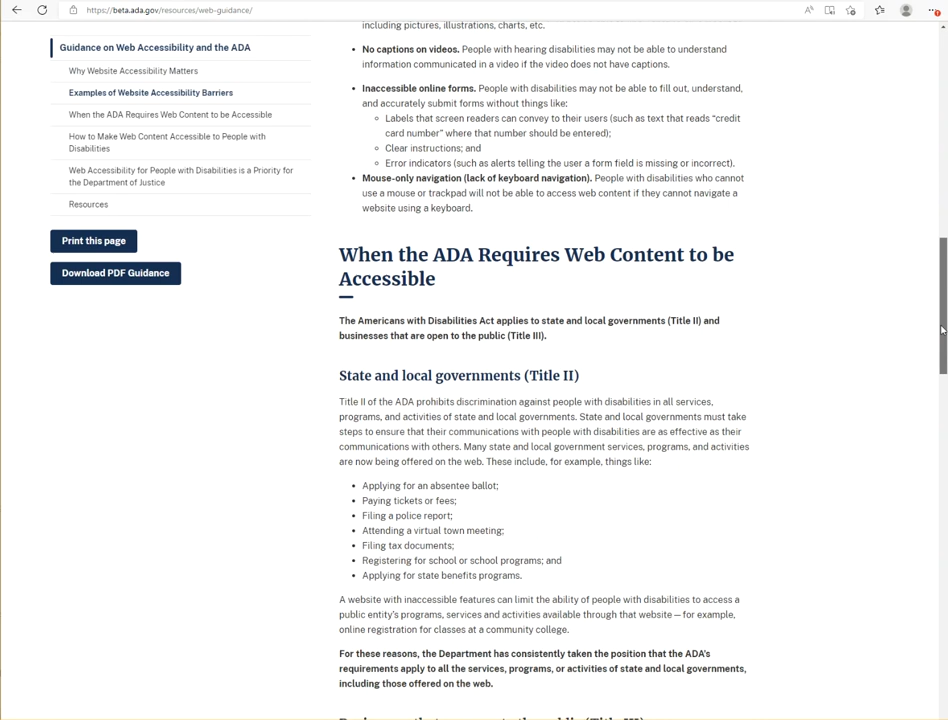 https://beta.ada.gov/resources/web-guidance/
Guidance on Web Accessibility and the ADA
Why Website Accessibility Matters
Examples of Website Accessibility Barriers
When the ADA Requires Web Content to be Accessible
How to Make Web Content Accessible to People with
Disabilities
Web Accessibility for People with Disabilities is a Priority for
the Department of Justice
Resources
Print this page
Download PDF Guidance
including pictures, illustrations, charts, etc.
• No captions on videos. People with hearing disabilities may not be able to understand
information communicated in a video if the video does not have captions.
• Inaccessible online forms. People with disabilities may not be able to fill out, understand,
and accurately submit forms without things like:
Labels that screen readers can convey to their users (such as text that reads “credit
card number” where that number should be entered);
Clear instructions; and
Error indicators (such as alerts telling the user a form field is missing or incorrect).
• Mouse-only navigation (lack of keyboard navigation). People with disabilities who cannot
use a mouse or trackpad will not be able to access web content if they cannot navigate a
website using a keyboard.
When the ADA Requires Web Content to be
Accessible
The Americans with Disabilities Act applies to state and local governments (Title II) and
businesses that are open to the public (Title III).
State and local governments (Title II)
Title II of the ADA prohibits discrimination against people with disabilities in all services,
programs, and activities of state and local governments. State and local governments must take
steps to ensure that their communications with people with disabilities are as effective as their
communications with others. Many state and local government services, programs, and activities
are now being offered on the web. These include, for example, things like:
• Applying for an absentee ballot;
• Paying tickets or fees;
• Filing a police report;
• Attending a virtual town meeting;
• Filing tax documents;
• Registering for school or school programs; and
• Applying for state benefits programs.
A website with inaccessible features can limit the ability of people with disabilities to access a
public entity’s programs, services and activities available through that website—for example,
online registration for classes at a community college.
For these reasons, the Department has consistently taken the position that the ADA’s
requirements apply to all the services, programs, or activities of state and local governments,
including those offered on the web.